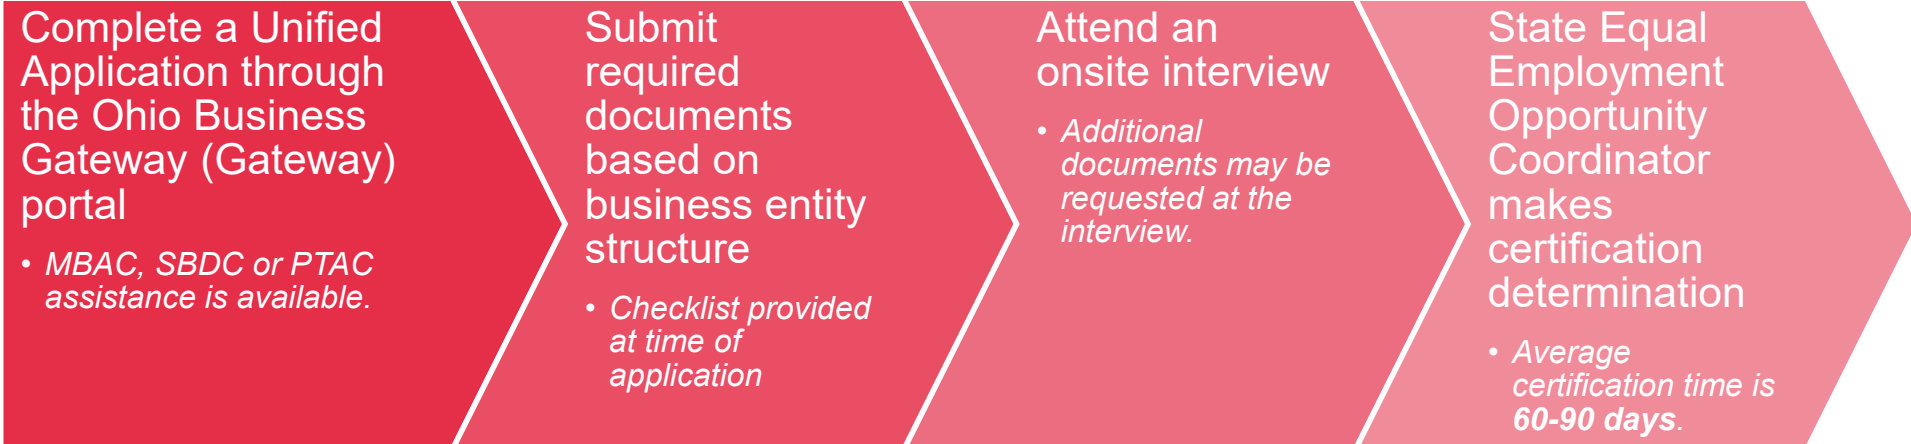 Complete a Unified
Application through
the Ohio Business
Gateway (Gateway)
portal
• MBAC, SBDC or PTAC
assistance is available.
Submit
required
documents
based on
business entity
structure
• Checklist provided
at time of
application
Attend an
onsite interview
• Additional
documents may be
requested at the
interview.
State Equal
Employment
Opportunity
Coordinator
makes
certification
determination
• Average
certification time is
60-90 days.